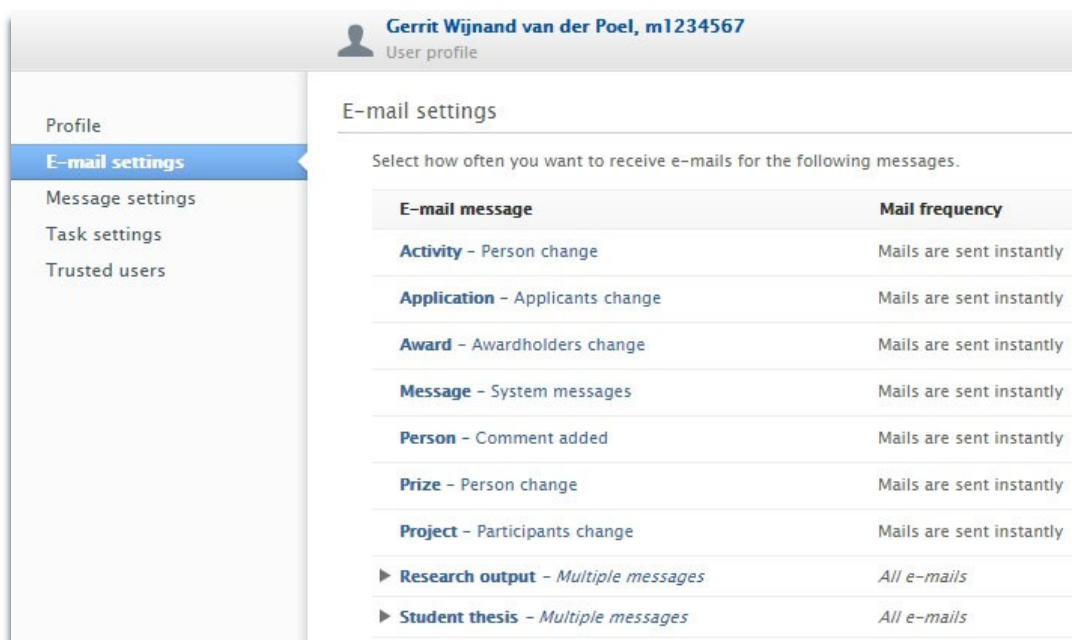 Gerrit Wijnand van der Poel, m1234567
User profile
Profile
E-mail settings
Message settings
Task settings
Trusted users
E-mail settings
Select how often you want to receive e-mails for the following messages.
E-mail message Mail frequency
Activity - Person change Mails are sent instantly
Application - Applicants change Mails are sent instantly
Award - Awardholders change Mails are sent instantly
Message - System messages Mails are sent instantly
Person - Comment added Mails are sent instantly
Prize - Person change Mails are sent instantly
Project - Participants change Mails are sent instantly
Research output - Multiple messages All e-mails
Student thesis - Multiple messages All e-mails